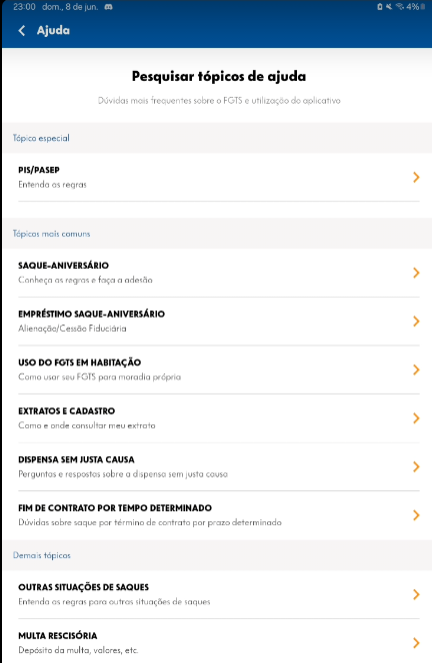 23:00 dom., 8 de jun. 4%
Ajuda
Pesquisar tópicos de ajuda
Dúvidas mais frequentes sobre o FGTS e utilização do aplicativo
Tópico especial
PIS/PASEP
Entenda as regras
Tópicos mais comuns
SAQUE-ANIVERSÁRIO
Conheça as regras e faça a adesão
EMPRÉSTIMO SAQUE-ANIVERSÁRIO
Alienação/Cessão Fiduciária
USO DO FGTS EM HABITAÇÃO
Como usar seu FGTS para moradia própria
EXTRATOS E CADASTRO
Como e onde consultar meu extrato
DISPENSA SEM JUSTA CAUSA
Perguntas e respostas sobre a dispensa sem justa causa
FIM DE CONTRATO POR TEMPO DETERMINADO
Dúvidas sobre saque por término de contrato por prazo determinado
Demais tópicos
OUTRAS SITUAÇÕES DE SAQUES
Entenda as regras para outras situações de saques
MULTA RESCISÓRIA
Depósito da multa, valores, etc.